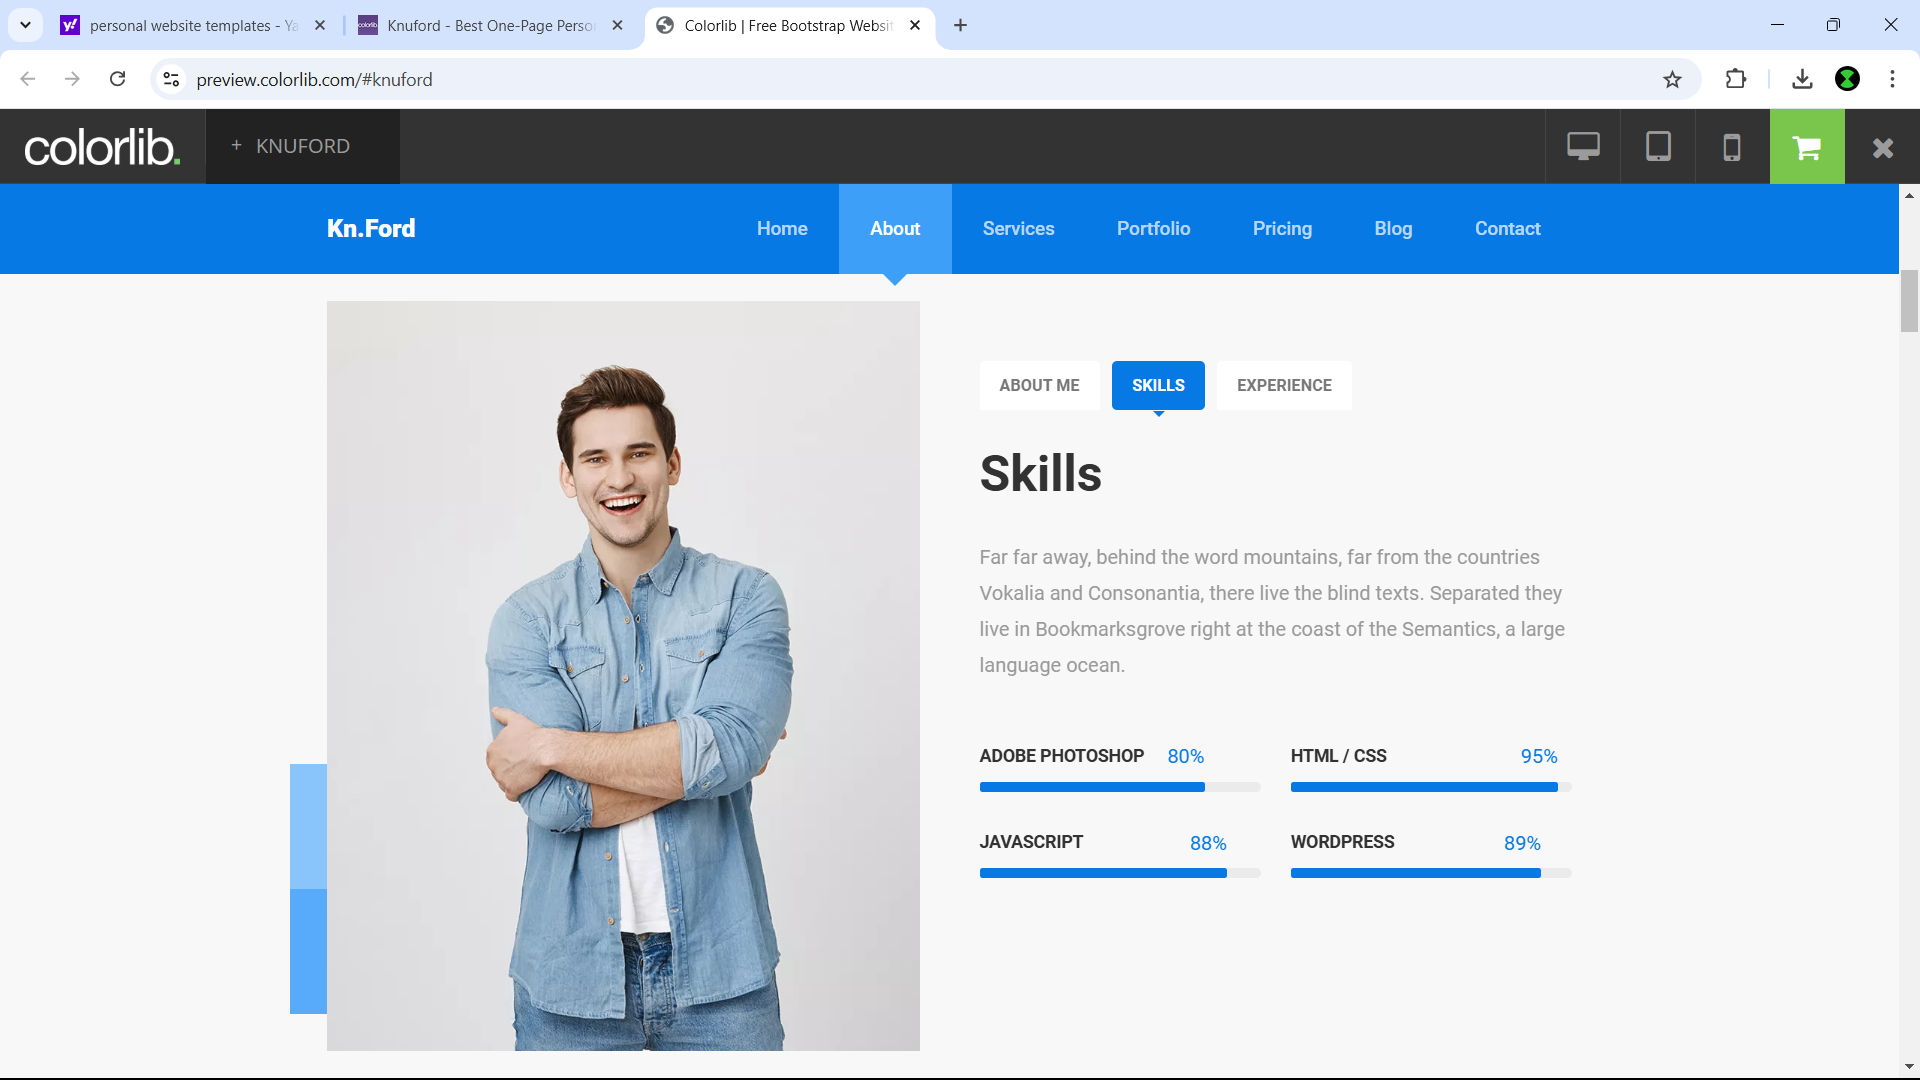 personal website templates - Ya
Knuford - Best One-Page Perso
Colorlib | Free Bootstrap Websi
preview.colorlib.com/#knuford
colorlib.
+ KNUFORD
Kn.Ford
Home
About
Services
Portfolio
Pricing
Blog
Contact
ABOUT ME
SKILLS
EXPERIENCE
Skills
Far far away, behind the word mountains, far from the countries
Vokalia and Consonantia, there live the blind texts. Separated they
live in Bookmarksgrove right at the coast of the Semantics, a large
language ocean.
ADOBE PHOTOSHOP 80%
HTML / CSS 95%
JAVASCRIPT 88%
WORDPRESS 89%